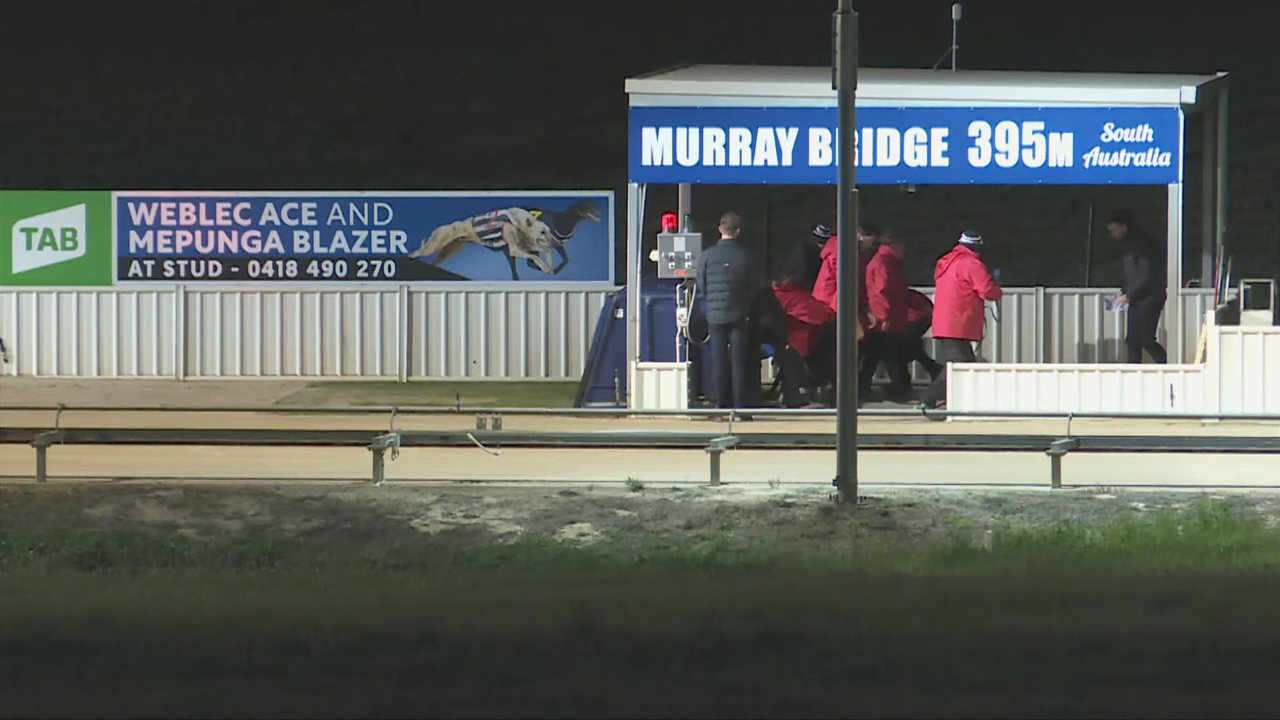 TAB
WEBLEC ACE AND
MEPUNGA BLAZER
AT STUD - 0418 490 270
MURRAY BRIDGE 395M
South
Australia